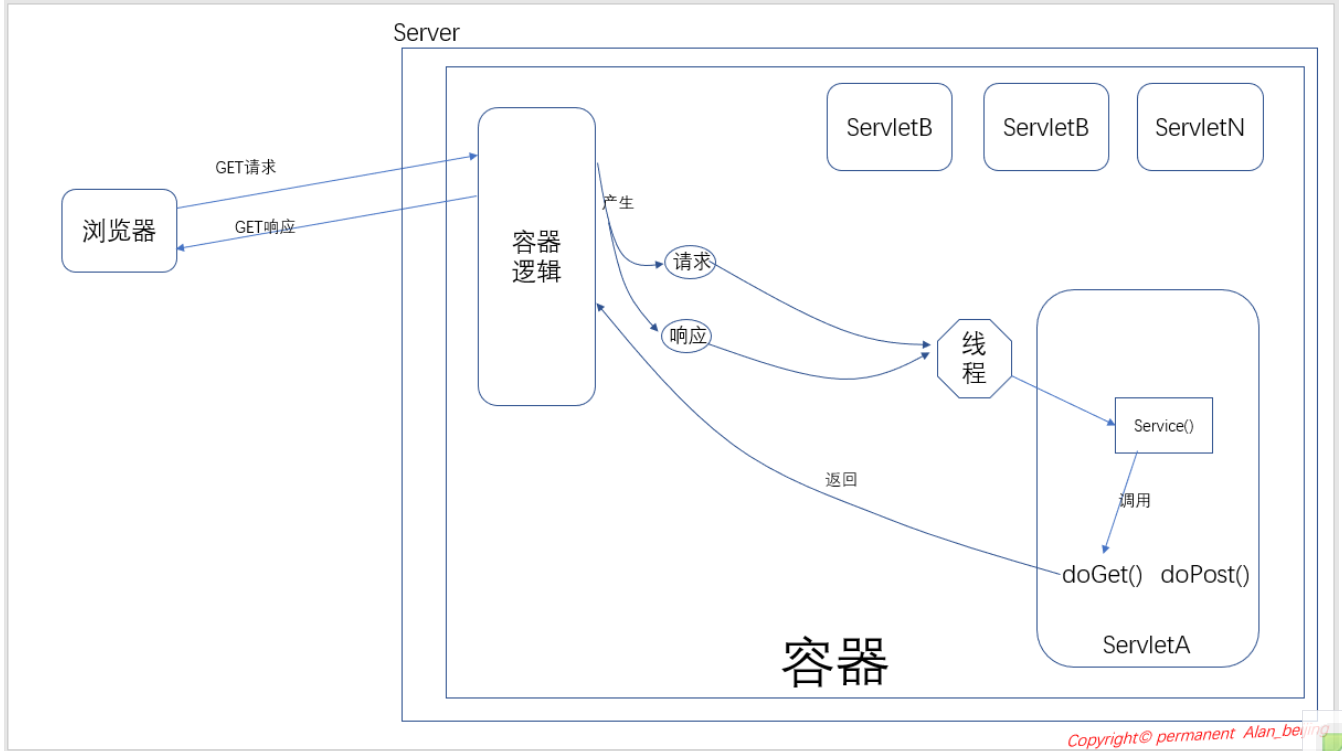 Server
ServletB
ServletB
ServletN
GET请求
GET响应
浏览器
容器
逻辑
产生
请求
响应
线
程
Service()
返回
调用
doGet()
doPost()
ServletA
容器
Copyright© permanent Alan_beijing